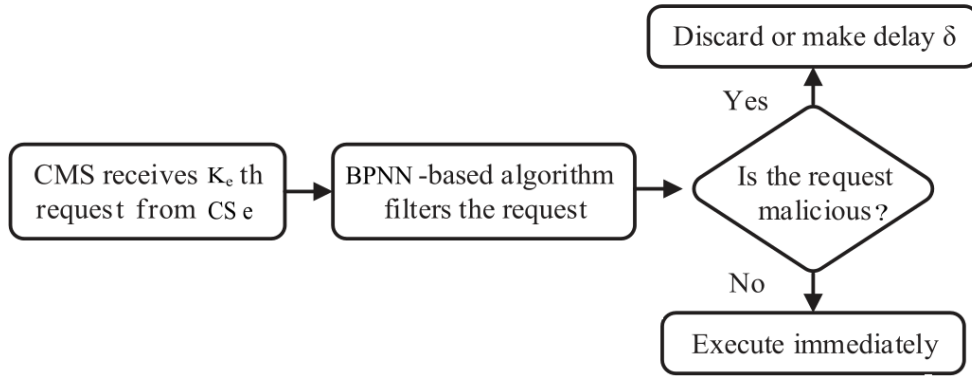 Discard or make delay δ
Yes
CMS receives Kₑ th
request from CS e
BPNN -based algorithm
filters the request
Is the request
malicious?
No
Execute immediately